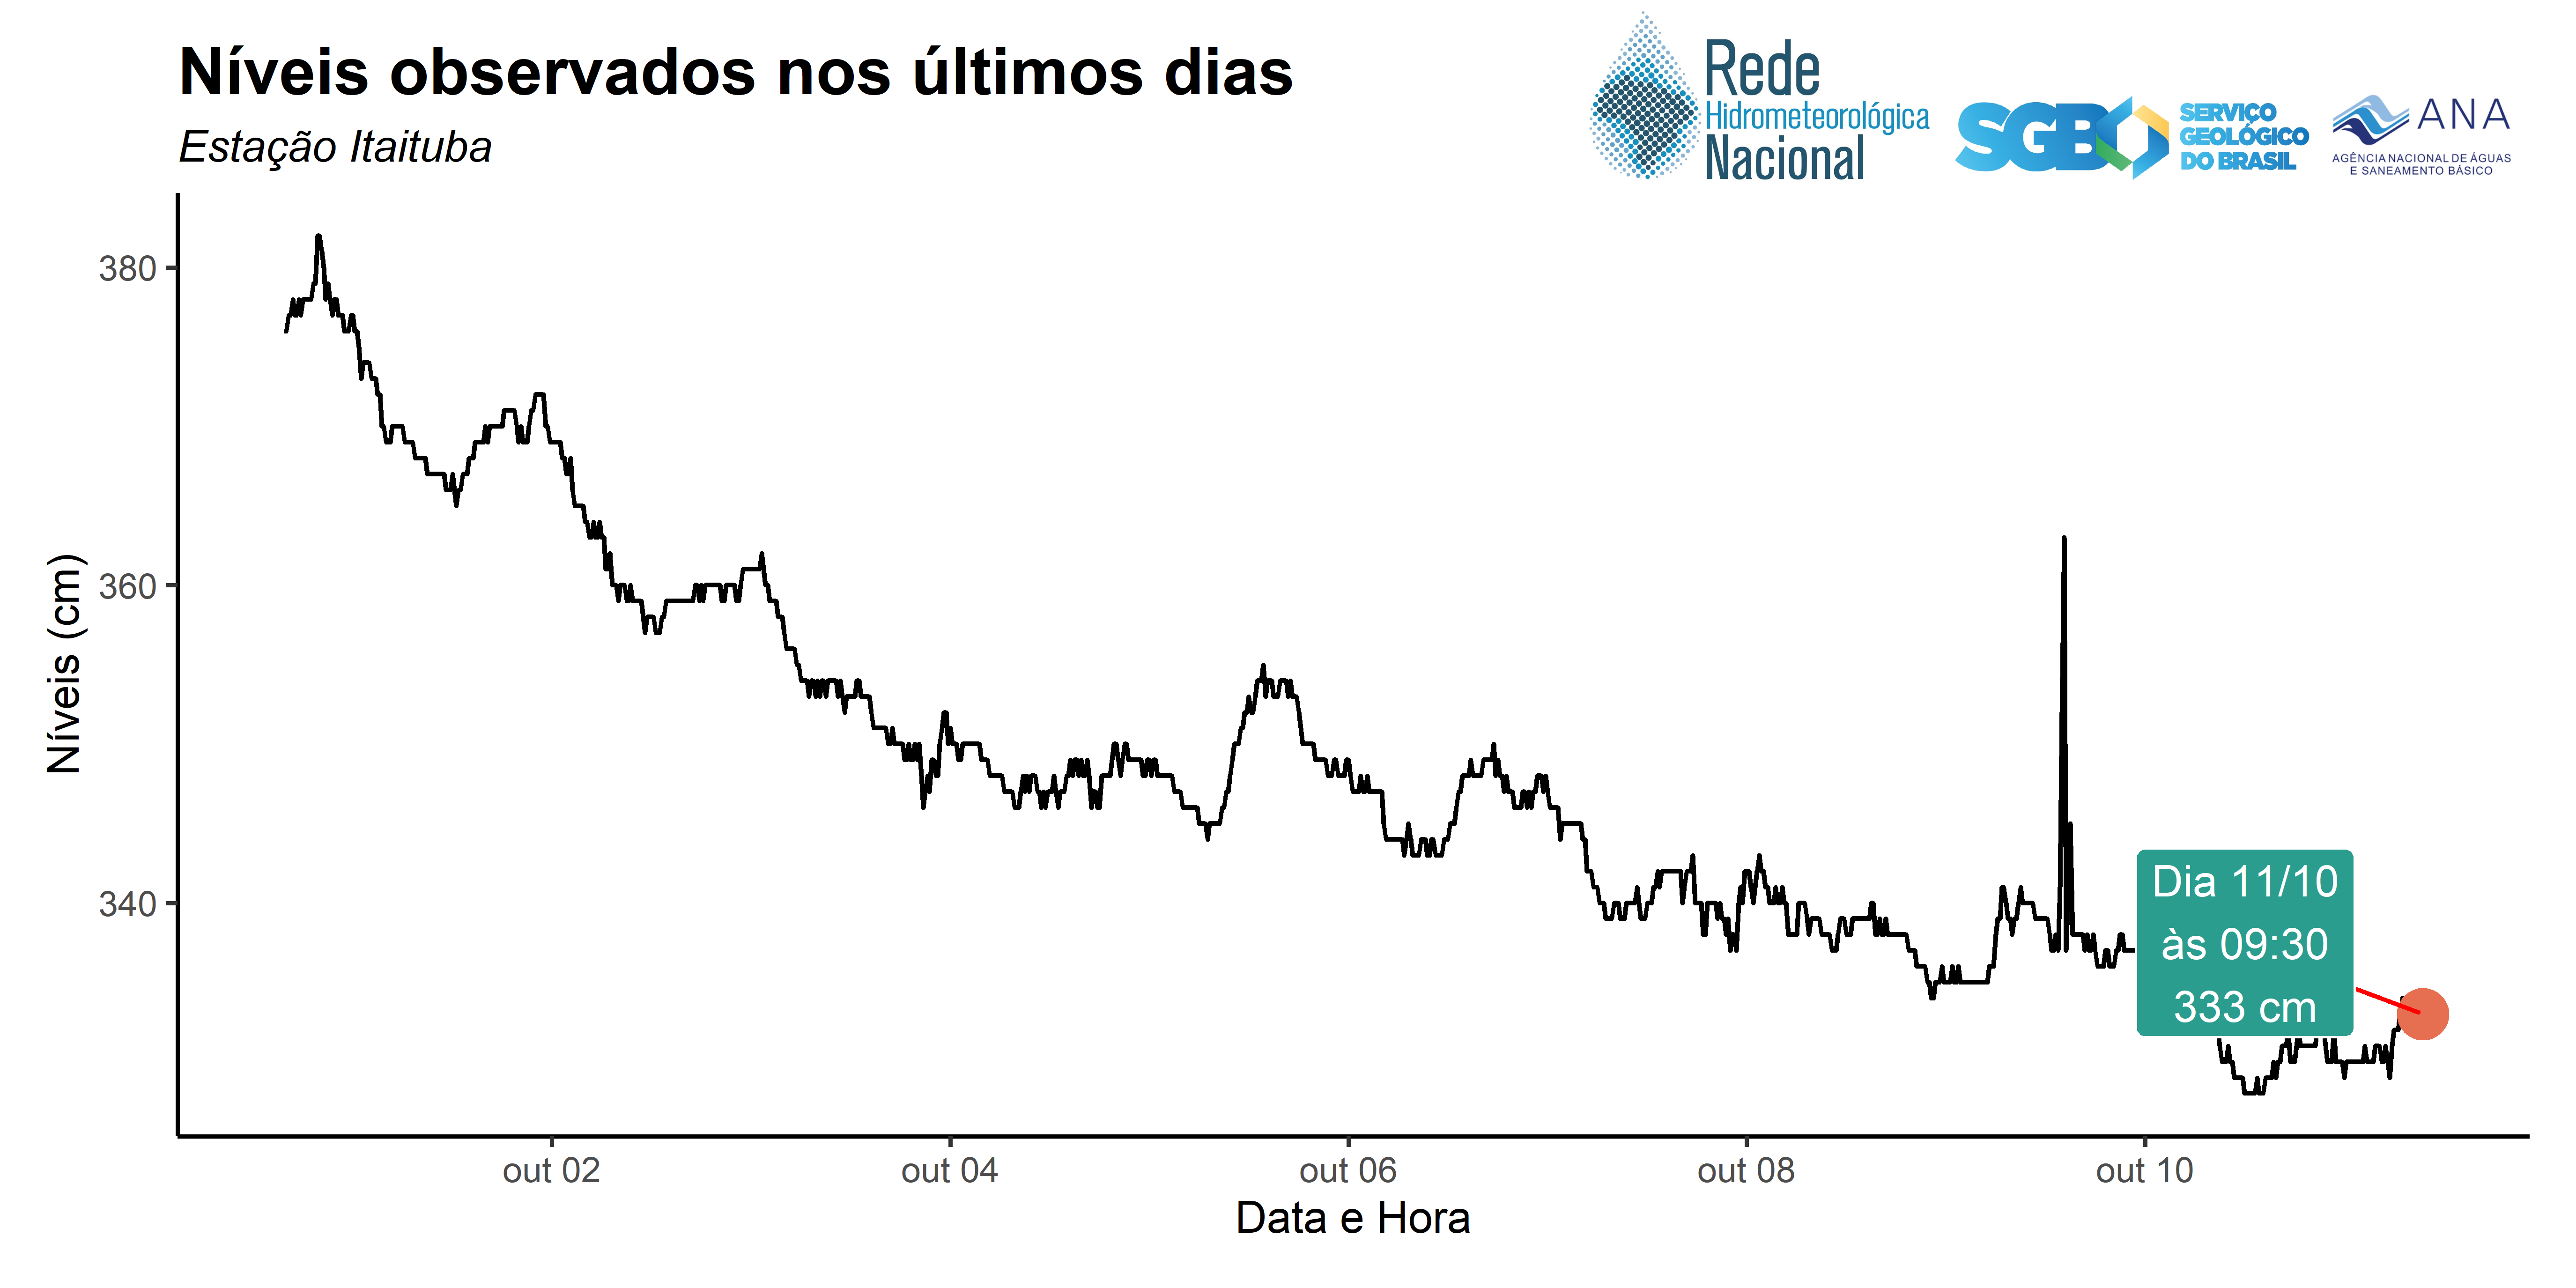 Níveis observados nos últimos dias
Estação Itaituba
Rede
Hidrometeorológica
Nacional
SGB
SERVIÇO
GEOLÓGICO
DO BRASIL
ANA
AGÊNCIA NACIONAL DE ÁGUAS
E SANEAMENTO BÁSICO
Níveis (cm)
380
360
340
Dia 11/10
às 09:30
333 cm
out 02
out 04
out 06
out 08
out 10
Data e Hora